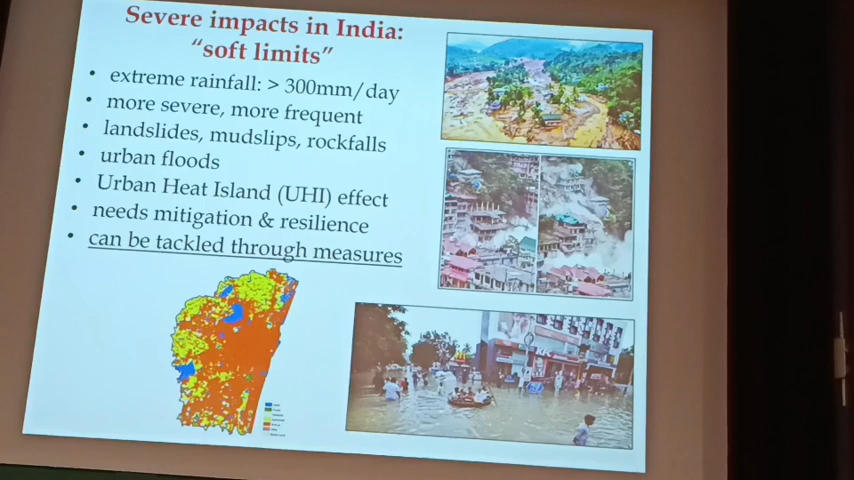 Severe impacts in India:
"soft limits"
• extreme rainfall: > 300mm/day
• more severe, more frequent
• landslides, mudslips, rockfalls
• urban floods
• Urban Heat Island (UHI) effect
• needs mitigation & resilience
• can be tackled through measures